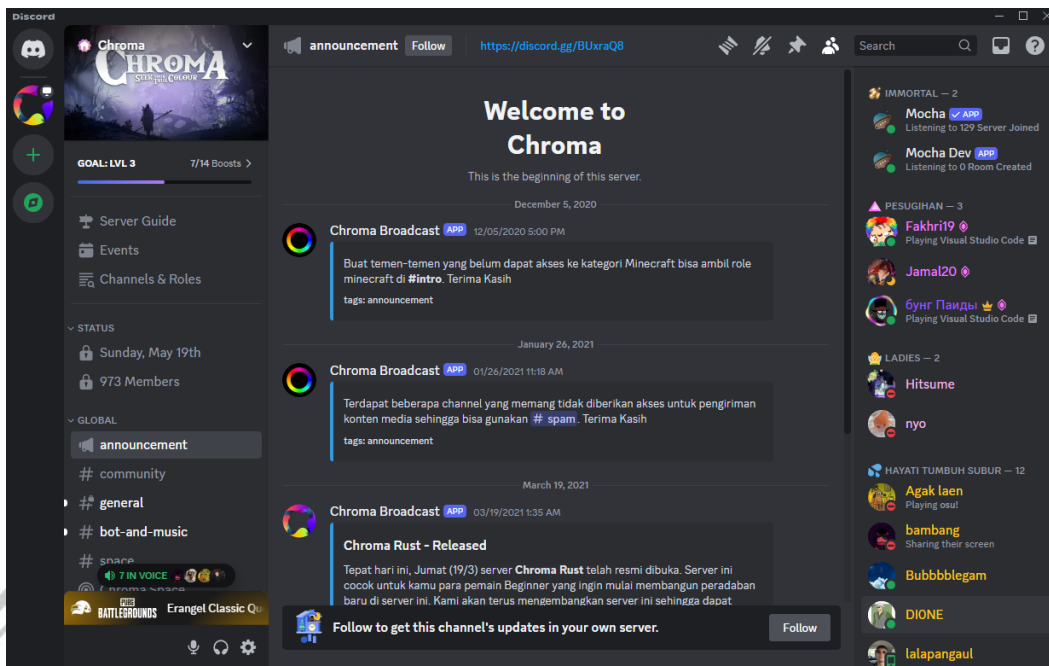 Discord
Chroma
CHROMA
SEEK YOUR COLOUR
GOAL: LVL 3
7/14 Boosts
Server Guide
Events
Channels & Roles
STATUS
Sunday, May 19th
973 Members
GLOBAL
announcement
community
general
bot-and-music
space
7 IN VOICE
Chroma Space
PUBG
BATTLEGROUNDS
Erangel Classic Qu
announcement
Follow
https://discord.gg/BUxraQ8
Search
Welcome to
Chroma
This is the beginning of this server.
December 5, 2020
Chroma Broadcast APP 12/05/2020 5:00 PM
Buat temen-temen yang belum dapat akses ke kategori Minecraft bisa ambil role
minecraft di #intro. Terima Kasih
tags: announcement
January 26, 2021
Chroma Broadcast APP 01/26/2021 11:18 AM
Terdapat beberapa channel yang memang tidak diberikan akses untuk pengiriman
konten media sehingga bisa gunakan # spam. Terima Kasih
tags: announcement
March 19, 2021
Chroma Broadcast APP 03/19/2021 1:35 AM
Chroma Rust - Released
Tepat hari ini, Jumat (19/3) server Chroma Rust telah resmi dibuka. Server ini
cocok untuk kamu para pemain Beginner yang ingin mulai membangun peradaban
baru di server ini. Kami akan terus mengembangkan server ini sehingga dapat
Follow to get this channel's updates in your own server.
Follow
IMMORTAL — 2
Mocha APP
Listening to 129 Server Joined
Mocha Dev APP
Listening to 0 Room Created
PESUGIHAN — 3
Fakhri19
Playing Visual Studio Code
Jamal20
бунг Паиды
Playing Visual Studio Code
LADIES — 2
Hitsume
nyo
HAYATI TUMBUH SUBUR — 12
Agak laen
Playing osu!
bambang
Sharing their screen
Bubbbblegam
DI0NE
lalapangaul